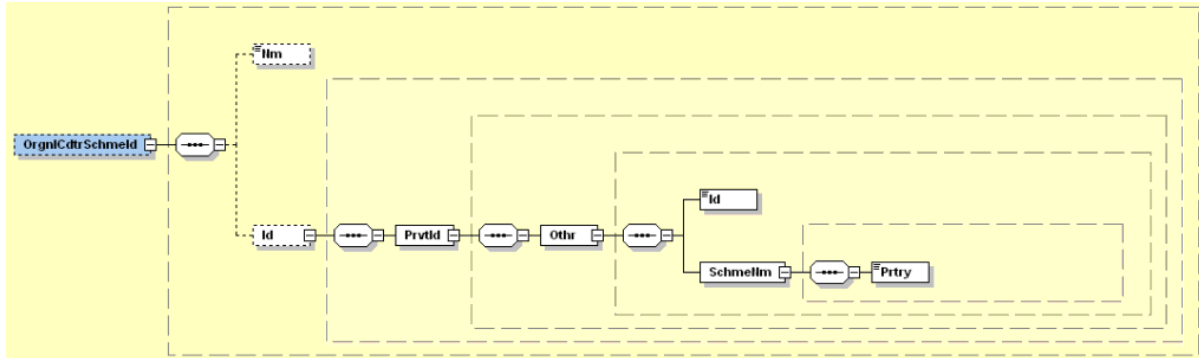 Nm
OrgnlCdtrSchmeId
Id
PrvtId
Othr
Id
SchmeNm
Prtry